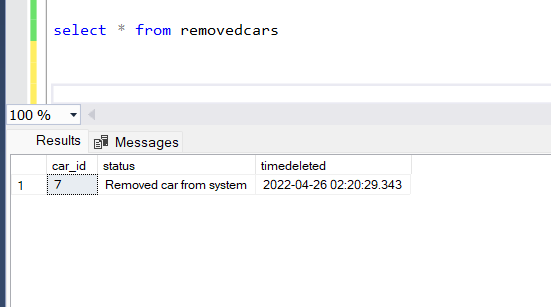 select * from removedcars
100 %
Results Messages
car_id status timedeleted
1 7 Removed car from system 2022-04-26 02:20:29.343